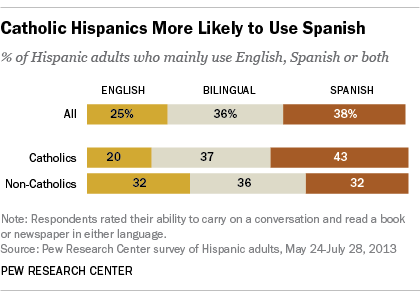 Catholic Hispanics More Likely to Use Spanish
% of Hispanic adults who mainly use English, Spanish or both
ENGLISH BILINGUAL SPANISH
All 25% 36% 38%
Catholics 20 37 43
Non-Catholics 32 36 32
Note: Respondents rated their ability to carry on a conversation and read a book
or newspaper in either language.
Source: Pew Research Center survey of Hispanic adults, May 24-July 28, 2013
PEW RESEARCH CENTER